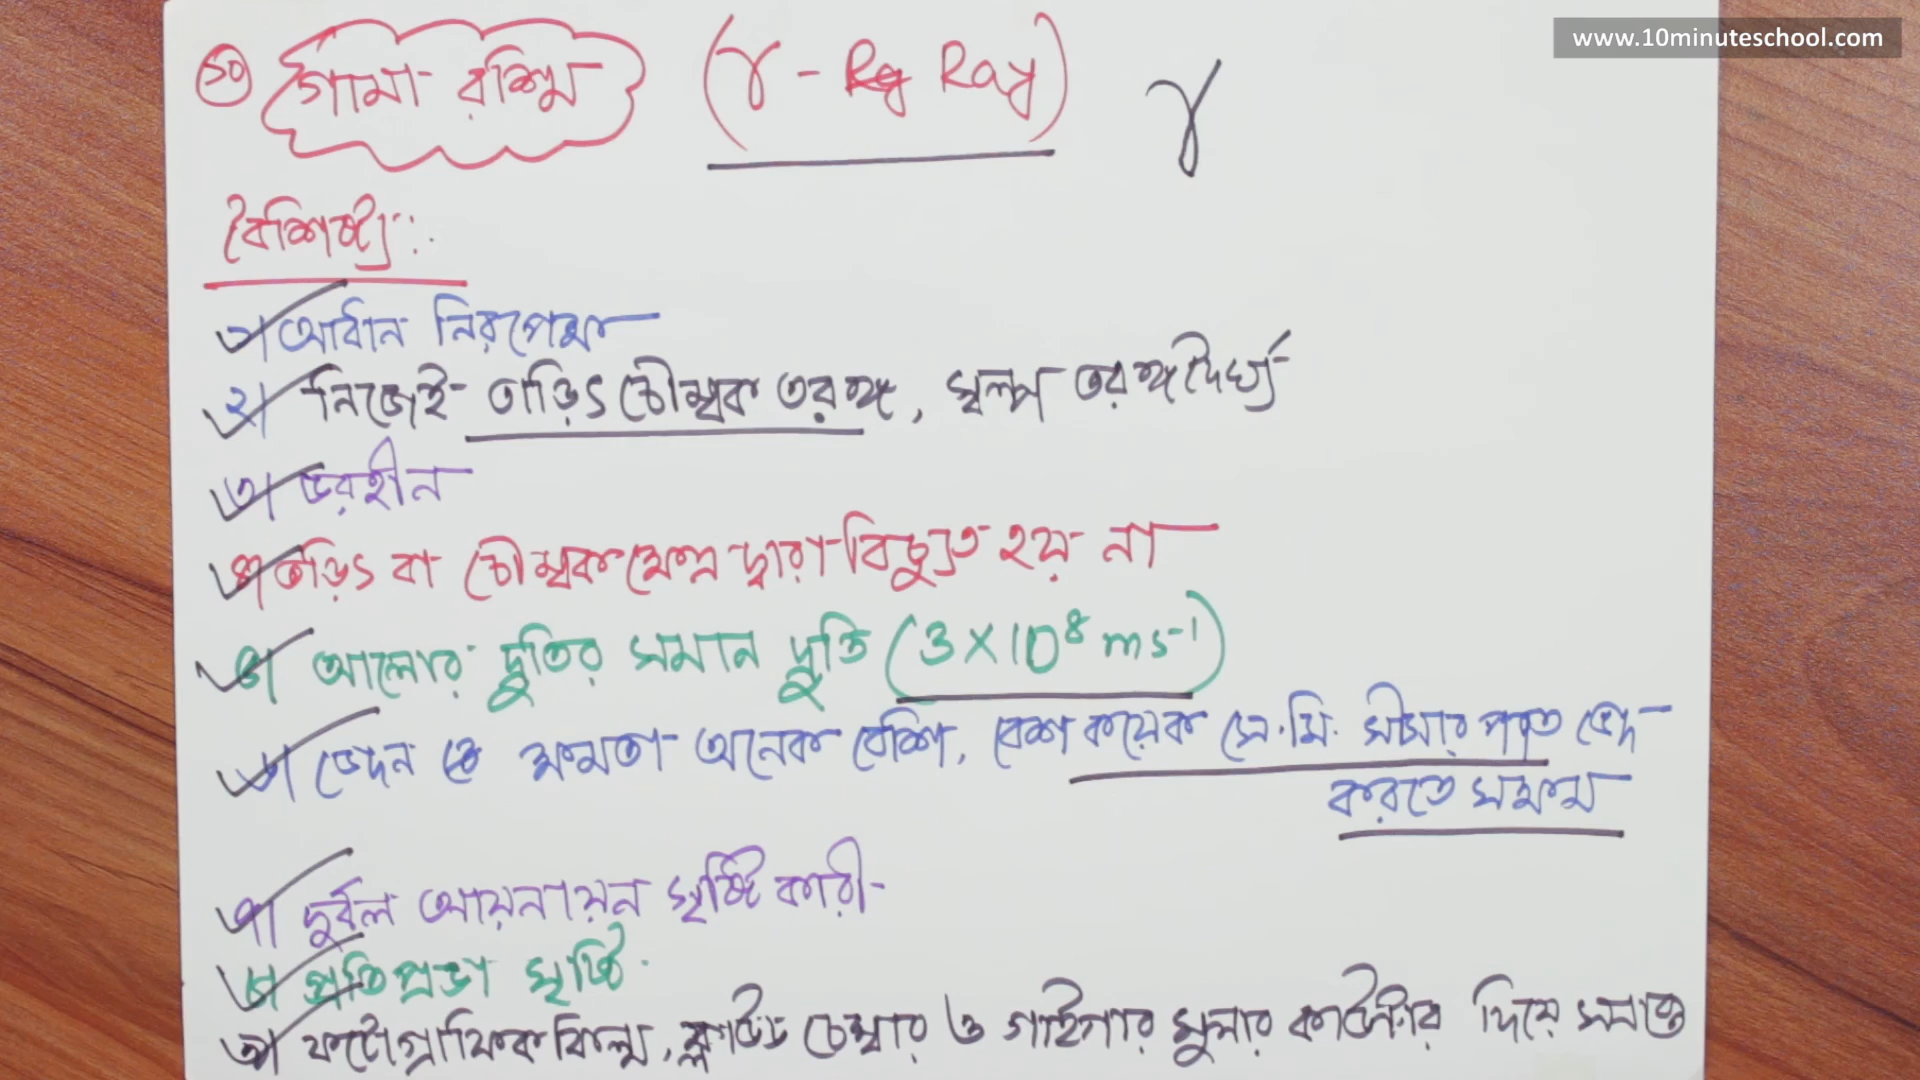 www.10minuteschool.com
১০ গামা রশ্মি (γ - Ray) γ
বৈশিষ্ট্য:
১। আধান নিরপেক্ষ
২। নিজেই তাড়িৎ চৌম্বক তরঙ্গ, স্বল্প তরঙ্গদৈর্ঘ্য
৩। ভরহীন
৪। তড়িৎ বা চৌম্বকক্ষেত্র দ্বারা বিচ্যুত হয় না
৫। আলোর দ্রুতির সমান দ্রুতি (3×10⁸ ms⁻¹)
৬। ভেদন ক্ষমতা অনেক বেশি, বেশ কয়েক সে.মি. সীসার পাত ভেদ
করতে সক্ষম
৭। দুর্বল আয়নায়ন সৃষ্টিকারী
৮। প্রতিপ্রভা সৃষ্টি
৯। ফটোগ্রাফিক ফিল্ম, ক্লাউড চেম্বার ও গাইগার মুলার কাউন্টার দিয়ে সনাক্ত